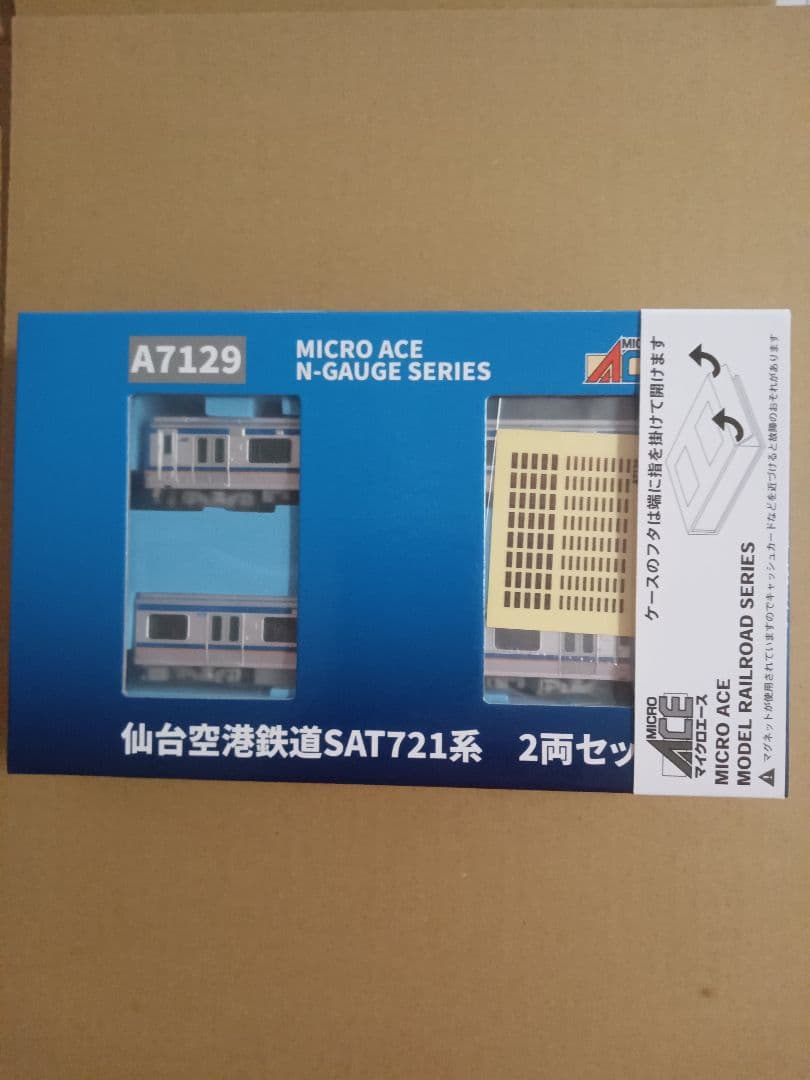 A7129
MICRO ACE
N-GAUGE SERIES
MIC
AC
仙台空港鉄道SAT721系 2両セッ
ケースのフタは端に指を掛けて開けます
MICRO
ACE
マイクロエース
MICRO ACE
MODEL RAILROAD SERIES
マグネットが使用されていますのでキャッシュカードなどを近づけると故障のおそれがあります